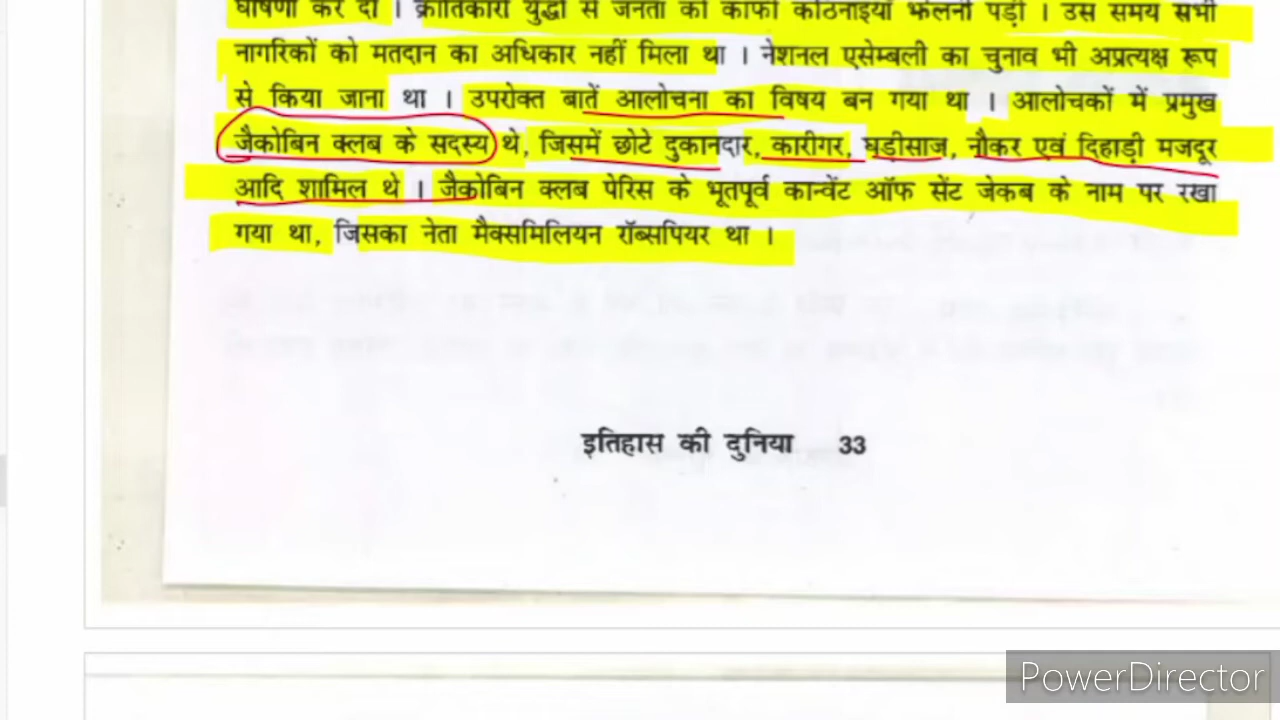 घोषणा कर दी । क्रांतिकारी युद्धों से जनता को काफी कठिनाइयाँ झेलनी पड़ी । उस समय सभी
नागरिकों को मतदान का अधिकार नहीं मिला था । नेशनल एसेम्बली का चुनाव भी अप्रत्यक्ष रूप
से किया जाना था । उपरोक्त बातें आलोचना का विषय बन गया था । आलोचकों में प्रमुख
जैकोबिन क्लब के सदस्य थे, जिसमें छोटे दुकानदार, कारीगर, घड़ीसाज, नौकर एवं दिहाड़ी मजदूर
आदि शामिल थे । जैकोबिन क्लब पेरिस के भूतपूर्व कान्वेंट ऑफ सेंट जेकब के नाम पर रखा
गया था, जिसका नेता मैक्समिलियन रॉब्सपियर था ।
इतिहास की दुनिया 33
PowerDirector